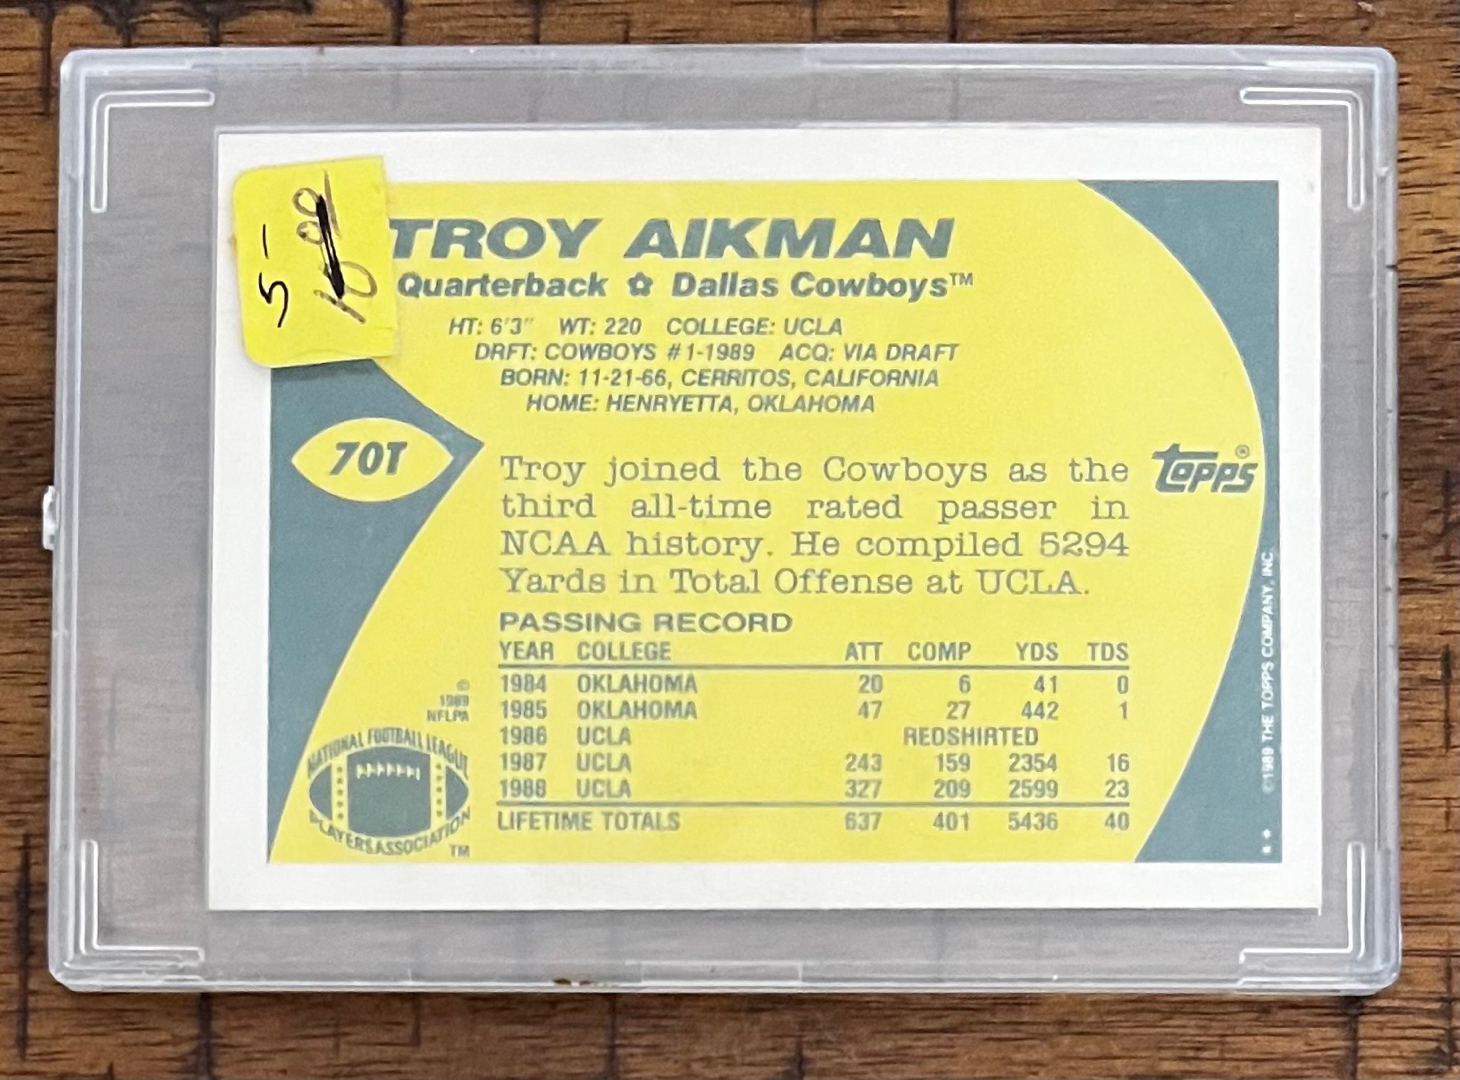 5-
10.00
TROY AIKMAN
Quarterback ✿ Dallas Cowboys™
HT: 6'3" WT: 220 COLLEGE: UCLA
DRFT: COWBOYS #1-1989 ACQ: VIA DRAFT
BORN: 11-21-66, CERRITOS, CALIFORNIA
HOME: HENRYETTA, OKLAHOMA
70T
Troy joined the Cowboys as the
third all-time rated passer in
NCAA history. He compiled 5294
Yards in Total Offense at UCLA.
TOPPS®
PASSING RECORD
YEAR COLLEGE ATT COMP YDS TDS
1984 OKLAHOMA 20 6 41 0
1985 OKLAHOMA 47 27 442 1
1986 UCLA REDSHIRTED
1987 UCLA 243 159 2354 16
1988 UCLA 327 209 2599 23
LIFETIME TOTALS 637 401 5436 40
©
1989
NFLPA
NATIONAL FOOTBALL LEAGUE
PLAYERS ASSOCIATION
TM
©1989 THE TOPPS COMPANY, INC.
**